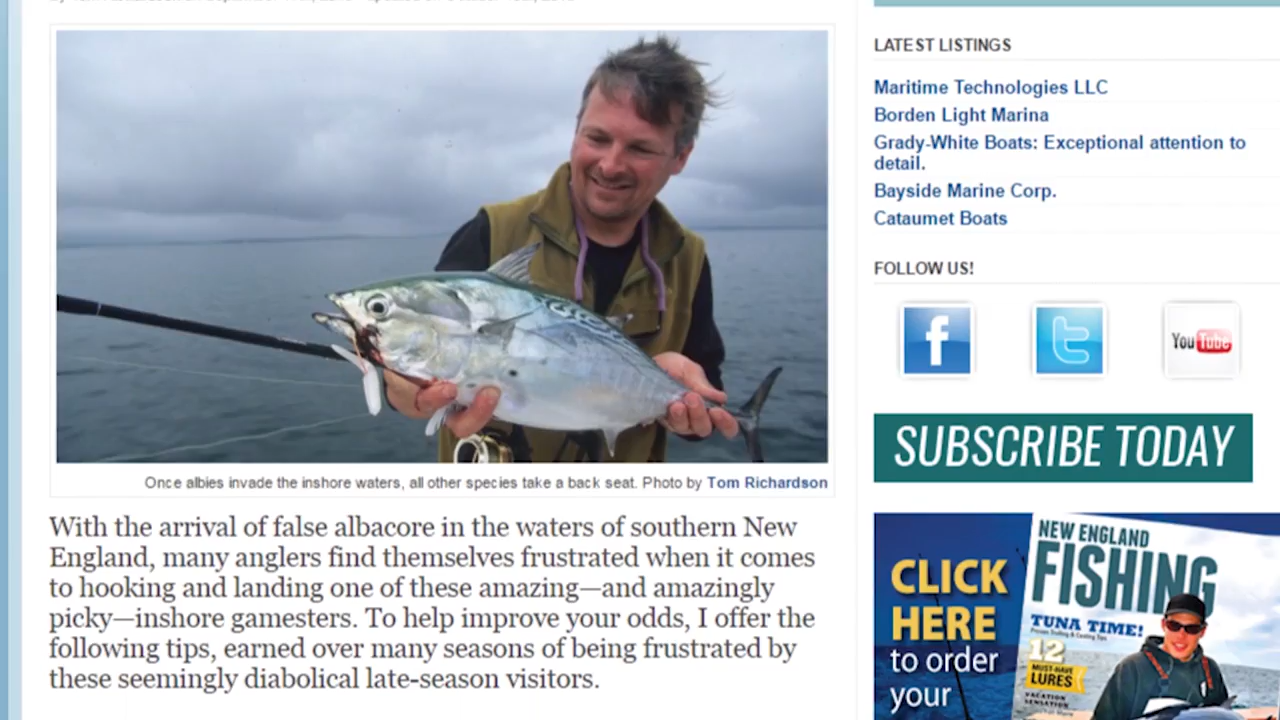 Once albies invade the inshore waters, all other species take a back seat. Photo by Tom Richardson
With the arrival of false albacore in the waters of southern New
England, many anglers find themselves frustrated when it comes
to hooking and landing one of these amazing—and amazingly
picky—inshore gamesters. To help improve your odds, I offer the
following tips, earned over many seasons of being frustrated by
these seemingly diabolical late-season visitors.
LATEST LISTINGS
Maritime Technologies LLC
Borden Light Marina
Grady-White Boats: Exceptional attention to
detail.
Bayside Marine Corp.
Cataumet Boats
FOLLOW US!
f
t
You Tube
SUBSCRIBE TODAY
CLICK
HERE
to order
your
NEW ENGLAND
FISHING
TUNA TIME!
12
MUST-HAVE
LURES
VACATION
SENSATION